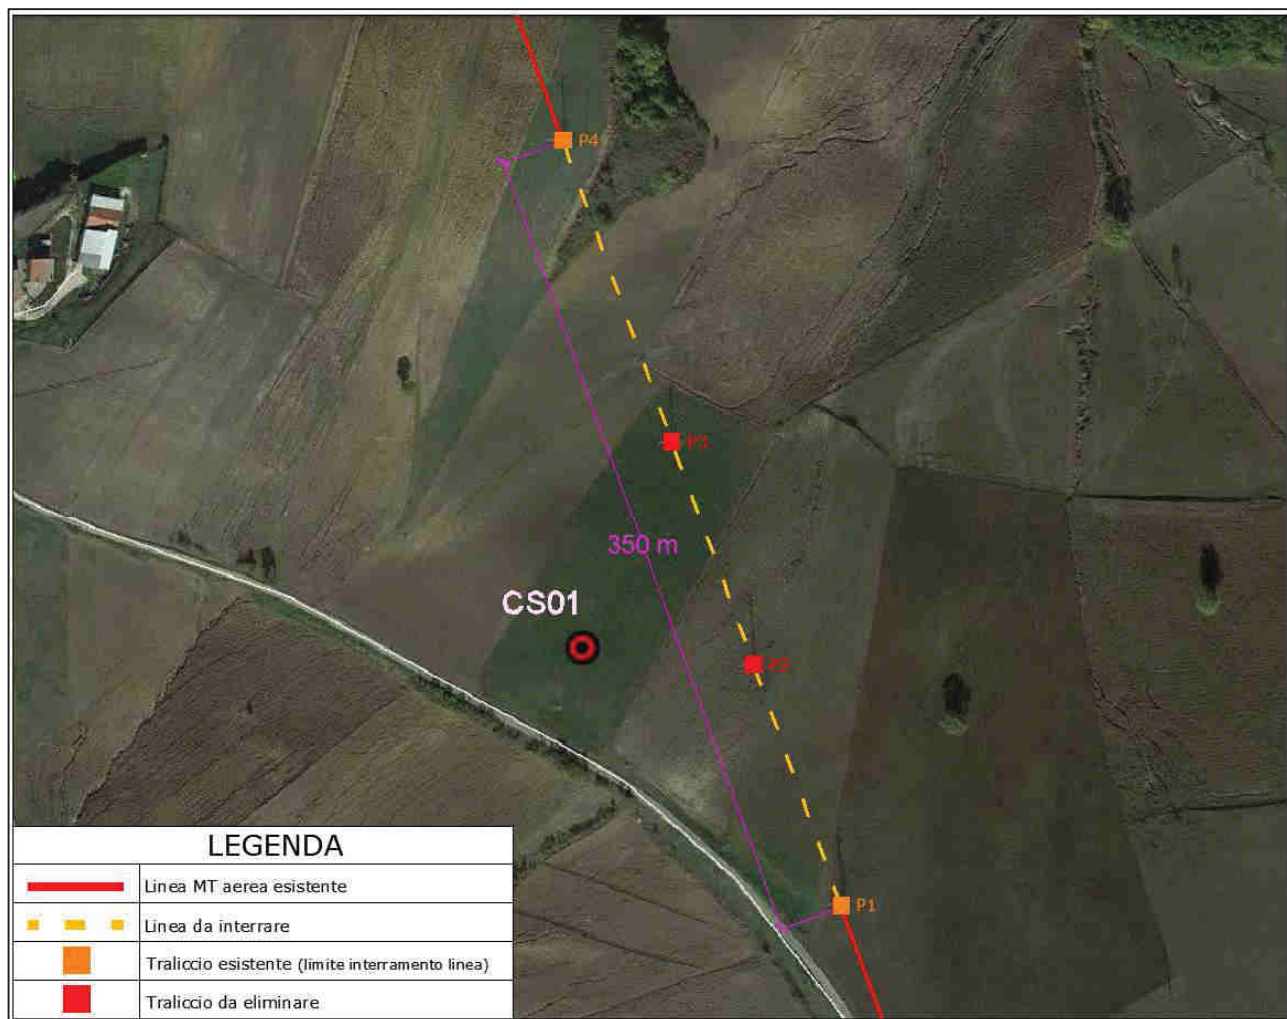 P4
P3
350 m
CS01
P2
P1
LEGENDA
Linea MT aerea esistente
Linea da interrare
Traliccio esistente (limite interramento linea)
Traliccio da eliminare